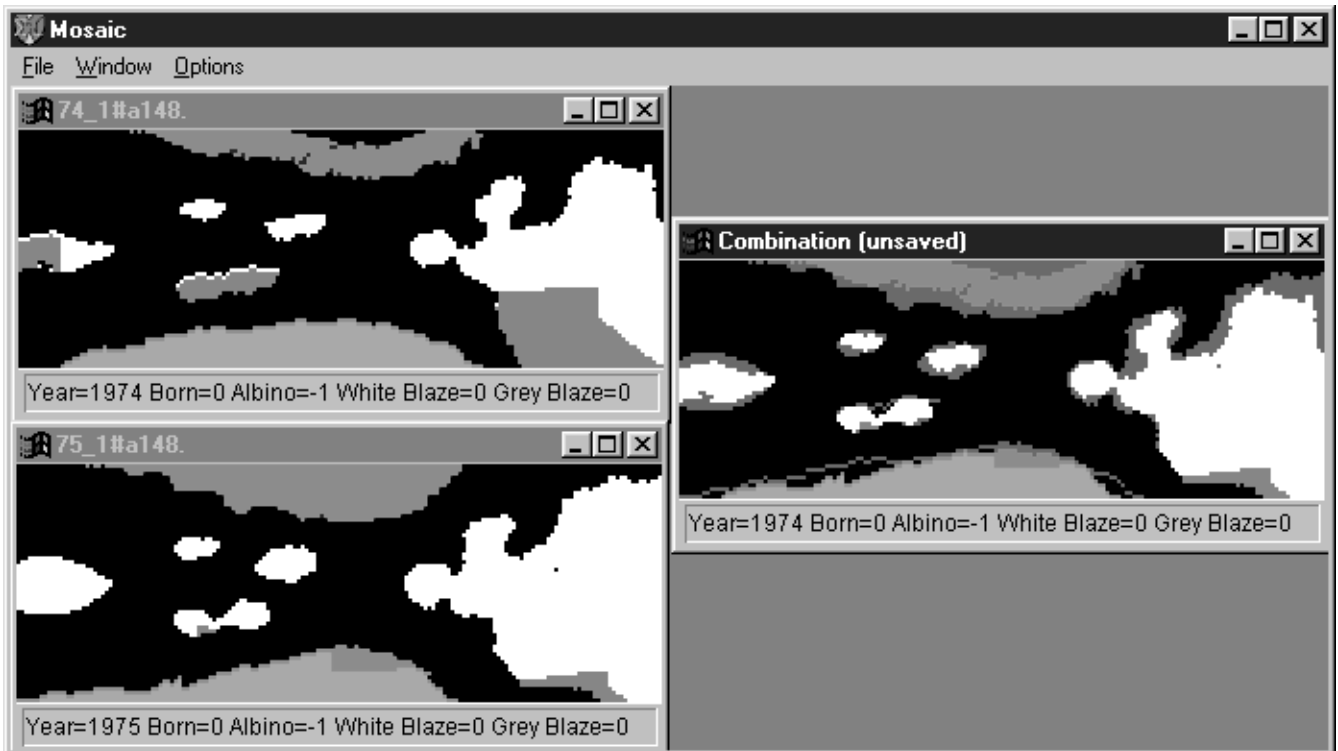 Mosaic
File Window Options
74_1#a148.
Year=1974 Born=0 Albino=-1 White Blaze=0 Grey Blaze=0
75_1#a148.
Year=1975 Born=0 Albino=-1 White Blaze=0 Grey Blaze=0
Combination (unsaved)
Year=1974 Born=0 Albino=-1 White Blaze=0 Grey Blaze=0